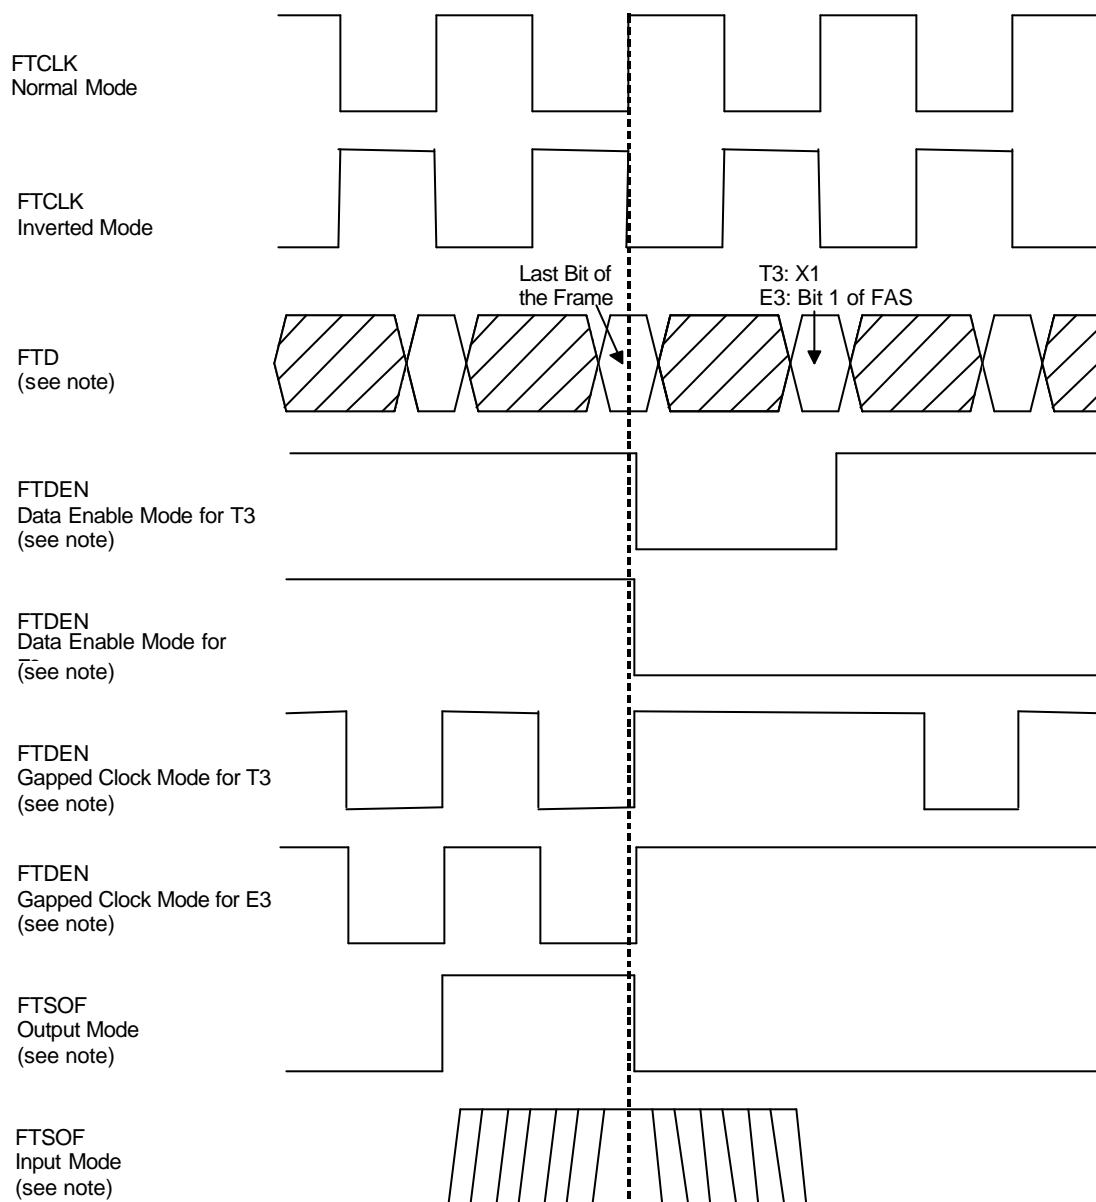 FTCLK
Normal Mode
FTCLK
Inverted Mode
Last Bit of
the Frame
T3: X1
E3: Bit 1 of FAS
FTD
(see note)
FTDEN
Data Enable Mode for T3
(see note)
FTDEN
Data Enable Mode for
(see note)
FTDEN
Gapped Clock Mode for T3
(see note)
FTDEN
Gapped Clock Mode for E3
(see note)
FTSOF
Output Mode
(see note)
FTSOF
Input Mode
(see note)